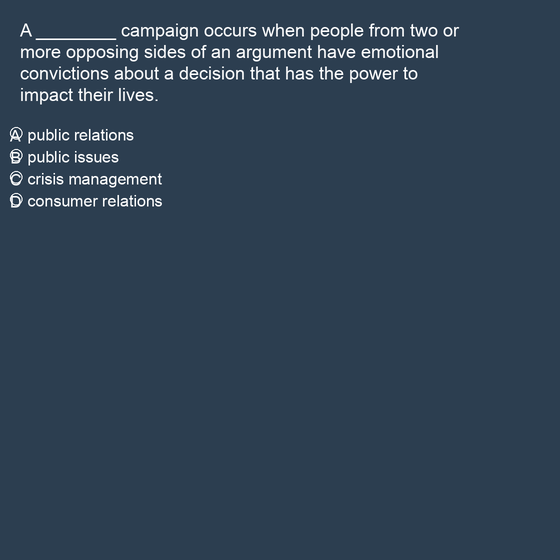 A ________ campaign occurs when people from two or
more opposing sides of an argument have emotional
convictions about a decision that has the power to
impact their lives.
A public relations
B public issues
C crisis management
D consumer relations